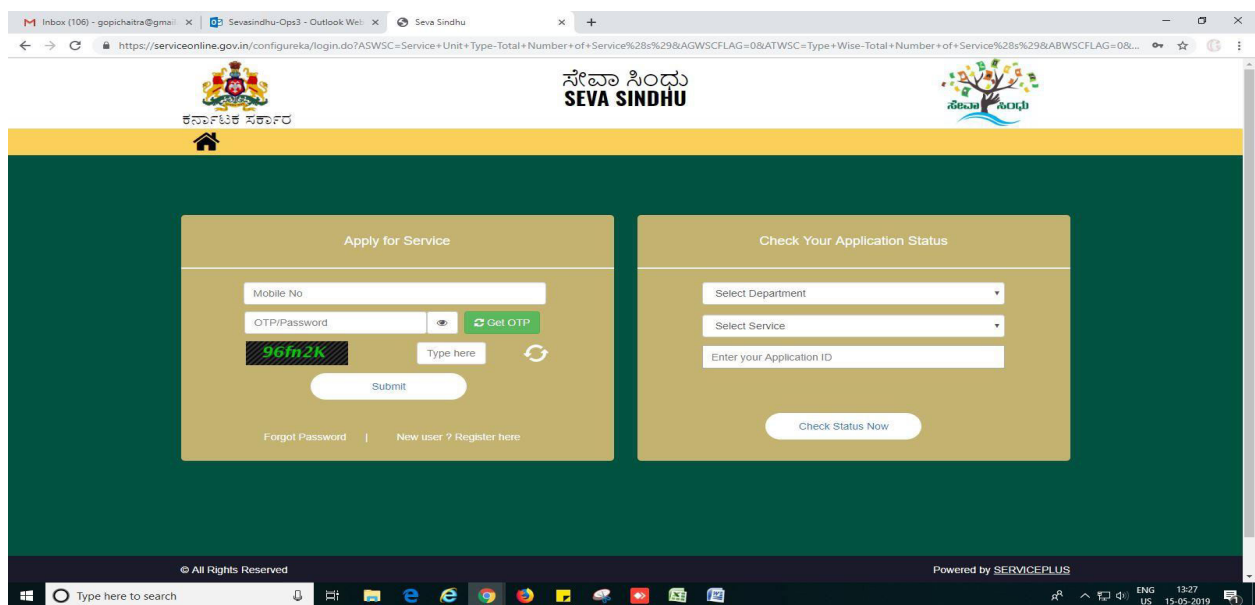 Inbox (106) - gopichaitra@gmail
Sevasindhu-Ops3 - Outlook Web
Seva Sindhu
https://serviceonline.gov.in/configureka/login.do?ASWSC=Service+Unit+Type-Total+Number+of+Service%28s%29&AGWSCFLAG=0&ATWSC=Type+Wise-Total+Number+of+Service%28s%29&ABWSCFLAG=0&...
ಕರ್ನಾಟಕ ಸರ್ಕಾರ
ಸೇವಾ ಸಿಂಧು
SEVA SINDHU
ಸೇವಾ ಸಿಂಧು
Apply for Service
Mobile No
OTP/Password
Get OTP
96fn2K
Type here
Submit
Forgot Password | New user ? Register here
Check Your Application Status
Select Department
Select Service
Enter your Application ID
Check Status Now
© All Rights Reserved
Powered by SERVICEPLUS
Type here to search
ENG
US
13:27
15-05-2019